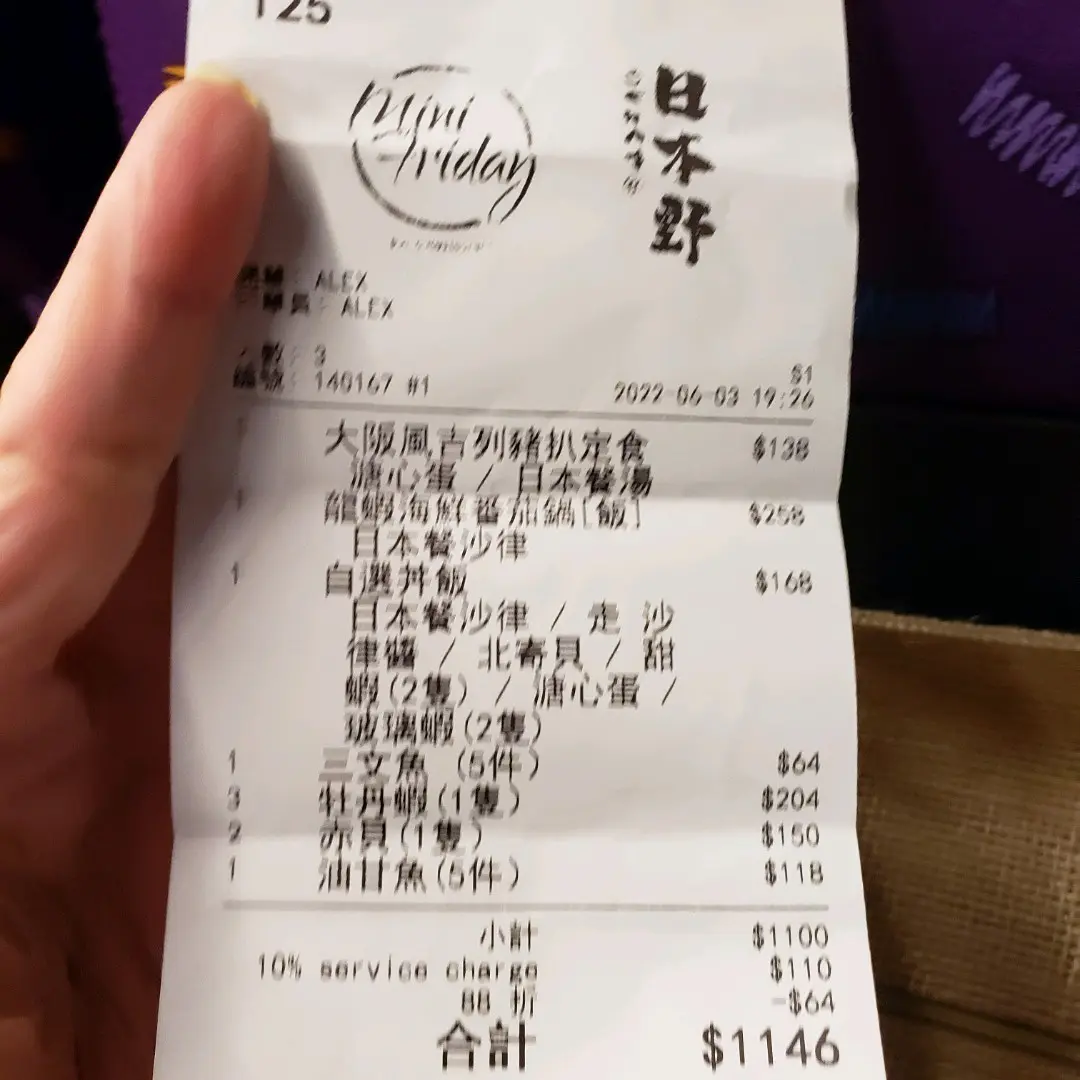 125
Mini
Friday
日本野
: ALEX
員: ALEX
人數: 3
$1
編號: 140167 #1 2022-06-03 19:26
1 大阪風吉列豬扒定食 $138
溏心蛋 / 日本餐湯
1 龍蝦海鮮番茄鍋[飯] $258
日本餐沙律
1 自選丼飯 $168
日本餐沙律 / 走 沙
律醬 / 北寄貝 / 甜
蝦(2隻) / 溏心蛋 /
玻璃蝦(2隻)
1 三文魚 (5件) $64
3 牡丹蝦(1隻) $204
2 赤貝(1隻) $150
1 油甘魚(5件) $118
小計 $1100
10% service charge $110
88 折 -$64
合計 $1146